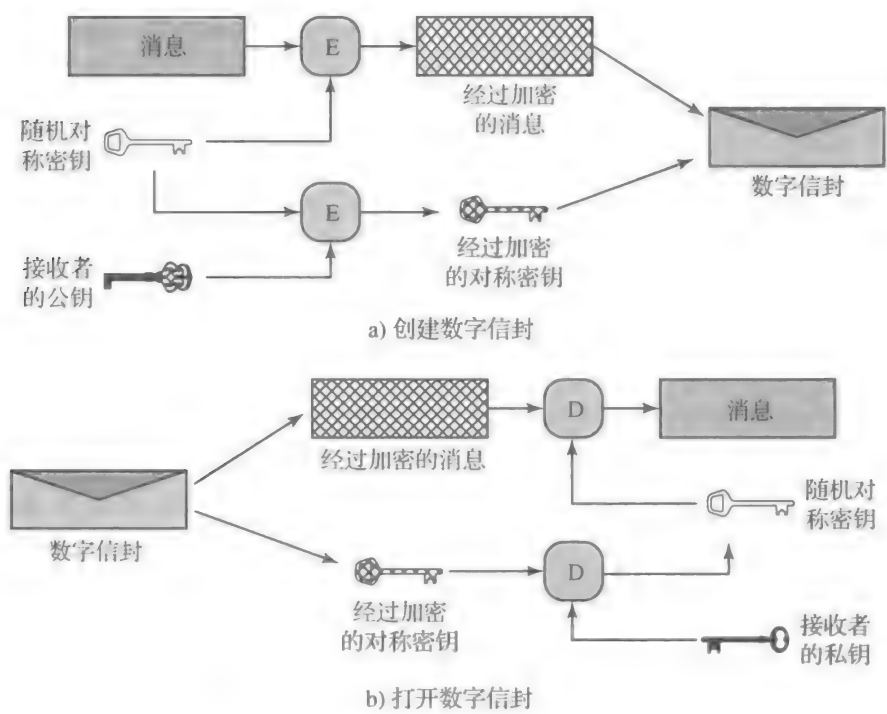 消息
E
经过加密
的消息
随机对
称密钥
数字信封
E
经过加密
的对称密钥
接收者
的公钥
a) 创建数字信封
D
消息
经过加密的消息
随机对
称密钥
数字信封
D
经过加密
的对称密钥
接收者
的私钥
b) 打开数字信封